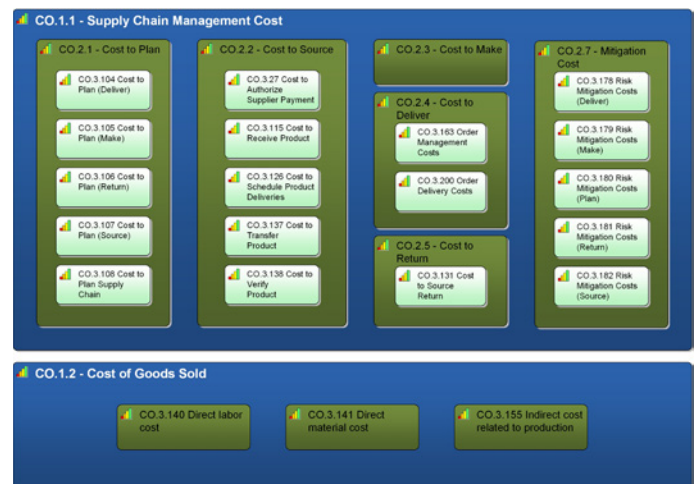 CO.1.1 - Supply Chain Management Cost
CO.2.1 - Cost to Plan
CO.3.104 Cost to
Plan (Deliver)
CO.3.105 Cost to
Plan (Make)
CO.3.106 Cost to
Plan (Return)
CO.3.107 Cost to
Plan (Source)
CO.3.108 Cost to
Plan Supply
Chain
CO.2.2 - Cost to Source
CO.3.27 Cost to
Authorize
Supplier Payment
CO.3.115 Cost to
Receive Product
CO.3.126 Cost to
Schedule Product
Deliveries
CO.3.137 Cost to
Transfer
Product
CO.3.138 Cost to
Verify
Product
CO.2.3 - Cost to Make
CO.2.4 - Cost to
Deliver
CO.3.163 Order
Management
Costs
CO.3.200 Order
Delivery Costs
CO.2.5 - Cost to
Return
CO.3.131 Cost
to Source
Return
CO.2.7 - Mitigation
Cost
CO.3.178 Risk
Mitigation Costs
(Deliver)
CO.3.179 Risk
Mitigation Costs
(Make)
CO.3.180 Risk
Mitigation Costs
(Plan)
CO.3.181 Risk
Mitigation Costs
(Return)
CO.3.182 Risk
Mitigation Costs
(Source)
CO.1.2 - Cost of Goods Sold
CO.3.140 Direct labor
cost
CO.3.141 Direct
material cost
CO.3.155 Indirect cost
related to production